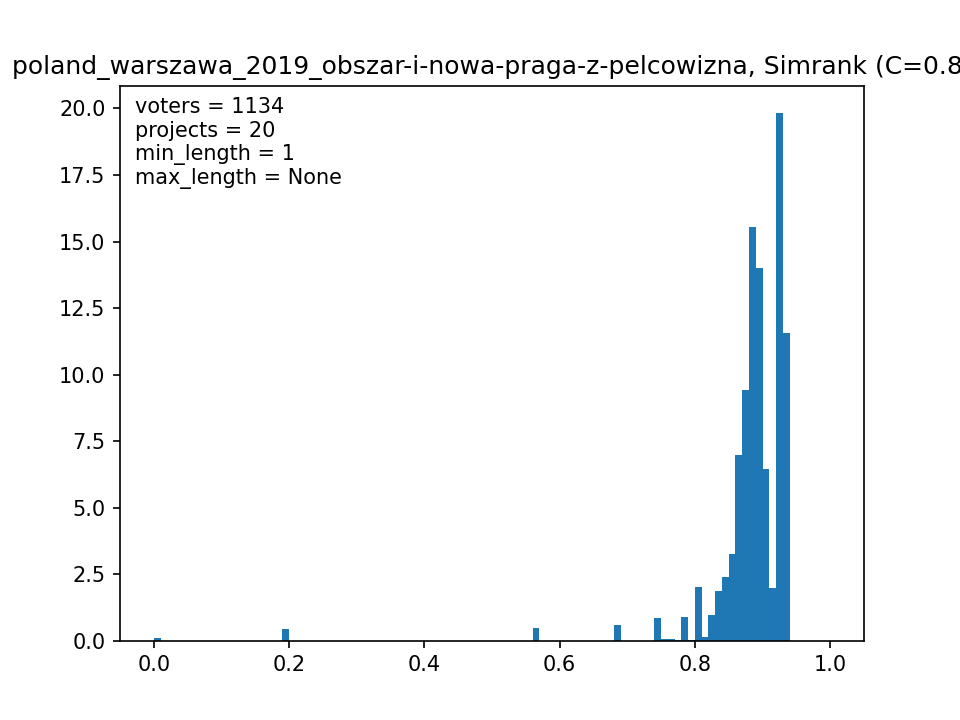 poland_warszawa_2019_obszar-i-nowa-praga-z-pelcowizna, Simrank (C=0.8
voters = 1134
projects = 20
min_length = 1
max_length = None
20.0
17.5
15.0
12.5
10.0
7.5
5.0
2.5
0.0
0.0 0.2 0.4 0.6 0.8 1.0